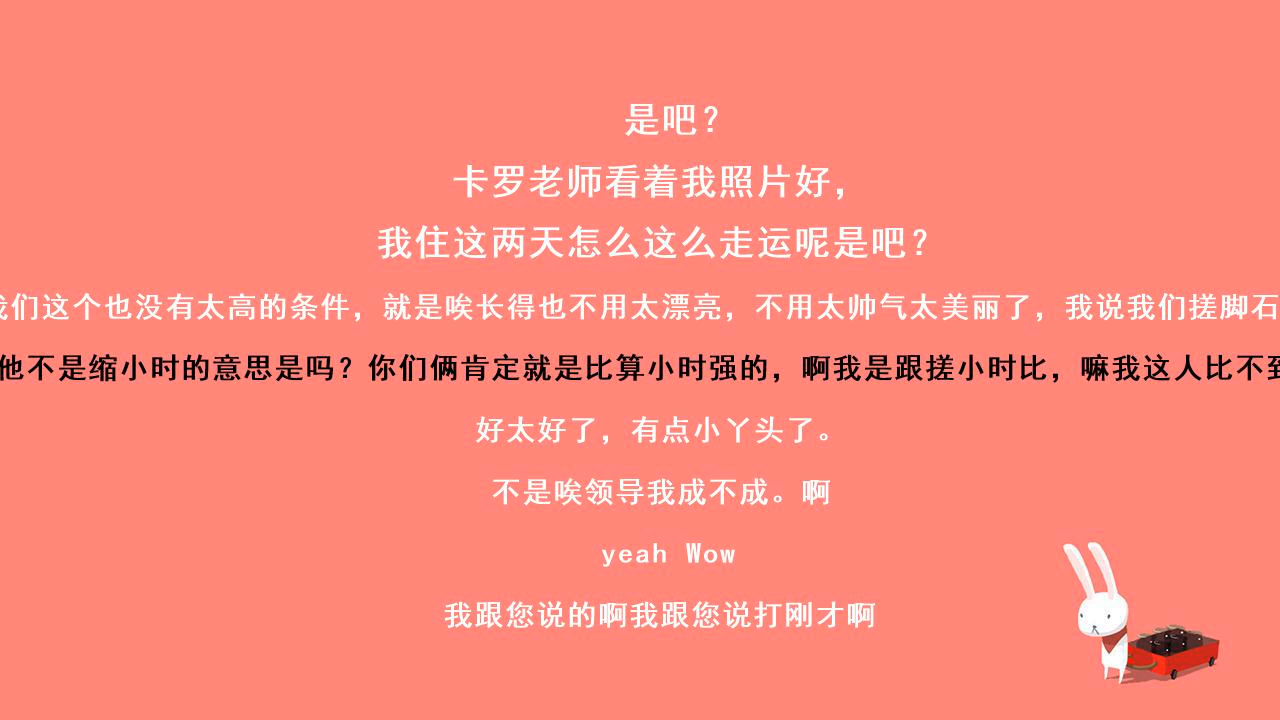 是吧？
卡罗老师看着我照片好，
我住这两天怎么这么走运呢是吧？
我们这个也没有太高的条件，就是唉长得也不用太漂亮，不用太帅气太美丽了，我说我们搓脚石
他不是缩小时的意思是吗？你们俩肯定就是比算小时强的，啊我是跟搓小时比，嘛我这人比不到
好太好了，有点小丫头了。
不是唉领导我成不成。啊
yeah Wow
我跟您说的啊我跟您说打刚才啊